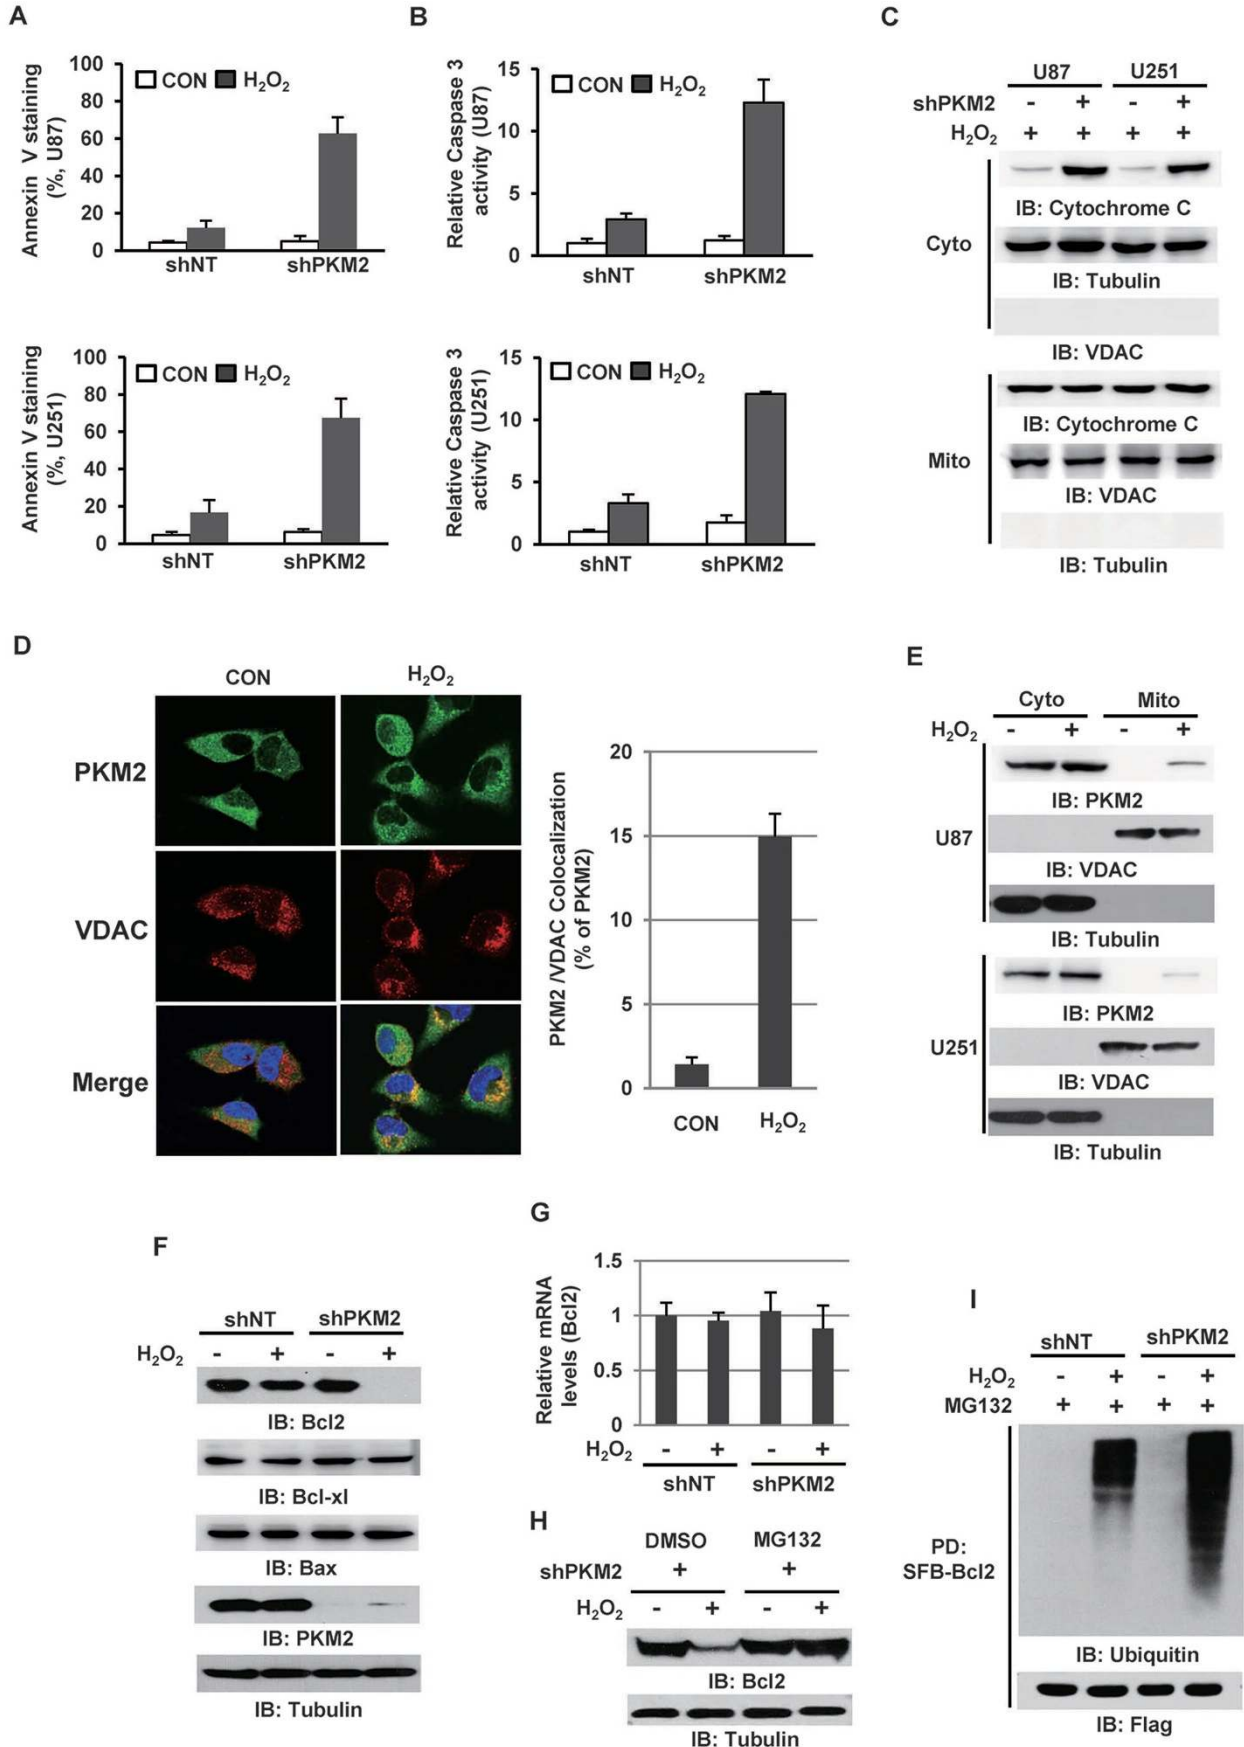 A
Annexin V staining
(%, U87)
100
80
60
40
20
0
CON
H₂O₂
shNT
shPKM2
Annexin V staining
(%, U251)
100
80
60
40
20
0
CON
H₂O₂
shNT
shPKM2
B
Relative Caspase 3
activity (U87)
15
10
5
0
CON
H₂O₂
shNT
shPKM2
Relative Caspase 3
activity (U251)
15
10
5
0
CON
H₂O₂
shNT
shPKM2
C
U87 U251
shPKM2 - + - +
H₂O₂ + + + +
Cyto
IB: Cytochrome C
IB: Tubulin
IB: VDAC
Mito
IB: Cytochrome C
IB: VDAC
IB: Tubulin
D
CON H₂O₂
PKM2
VDAC
Merge
PKM2 /VDAC Colocalization
(% of PKM2)
20
15
10
5
0
CON H₂O₂
E
Cyto Mito
H₂O₂ - + - +
U87
IB: PKM2
IB: VDAC
IB: Tubulin
U251
IB: PKM2
IB: VDAC
IB: Tubulin
F
shNT shPKM2
H₂O₂ - + - +
IB: Bcl2
IB: Bcl-xl
IB: Bax
IB: PKM2
IB: Tubulin
G
Relative mRNA
levels (Bcl2)
1.5
1
0.5
0
H₂O₂ - + - +
shNT shPKM2
H
DMSO MG132
shPKM2 + +
H₂O₂ - + - +
IB: Bcl2
IB: Tubulin
I
shNT shPKM2
H₂O₂ - + - +
MG132 + + + +
PD:
SFB-Bcl2
IB: Ubiquitin
IB: Flag